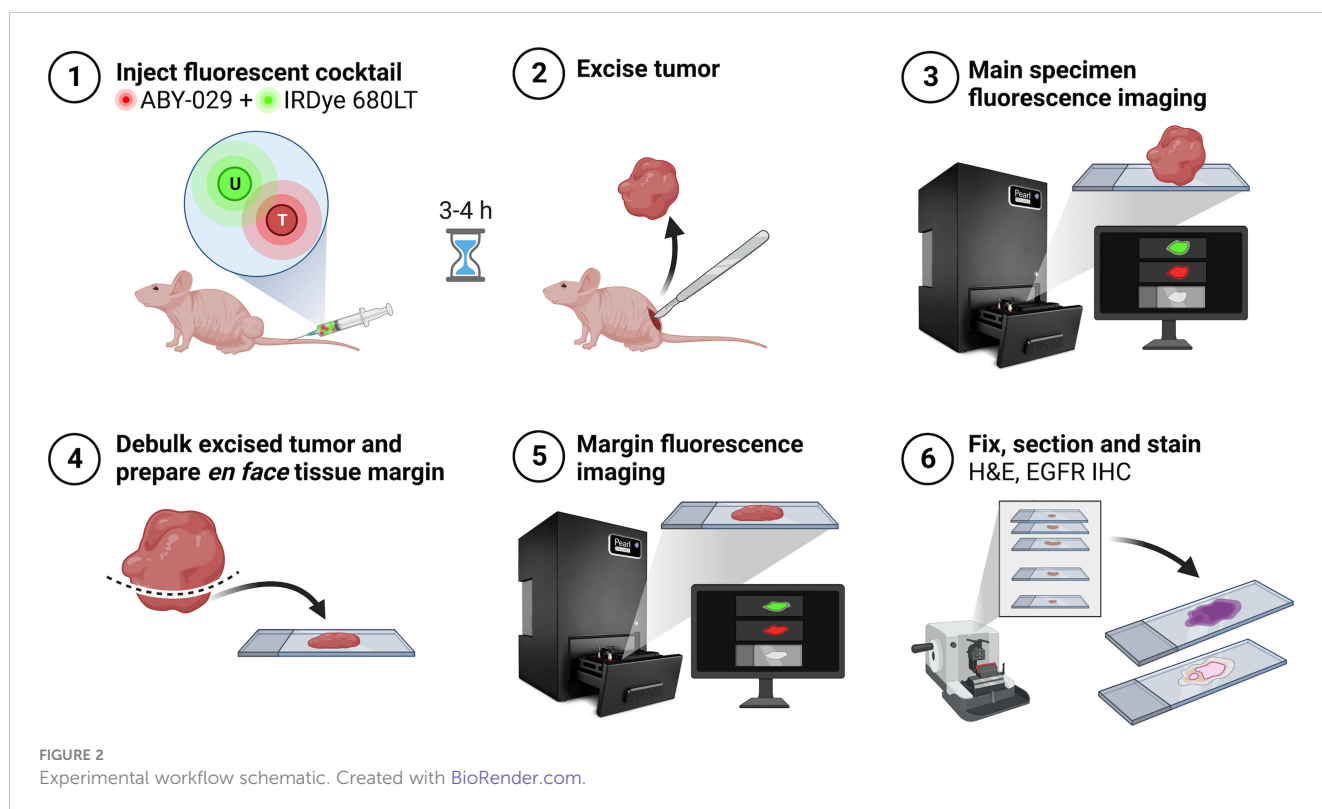 1
Inject fluorescent cocktail
ABY-029 + IRDye 680LT
U
T
3-4 h
2
Excise tumor
3
Main specimen
fluorescence imaging
Pearl
4
Debulk excised tumor and
prepare en face tissue margin
5
Margin fluorescence
imaging
Pearl
6
Fix, section and stain
H&E, EGFR IHC
FIGURE 2
Experimental workflow schematic. Created with BioRender.com.